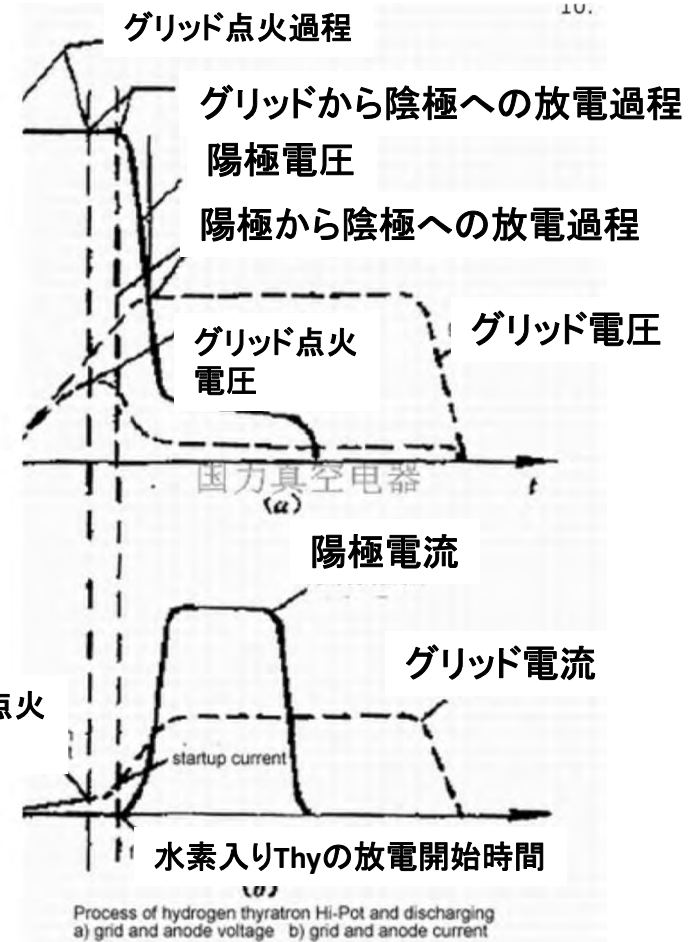 10.
グリッド点火過程
グリッドから陰極への放電過程
陽極電圧
陽極から陰極への放電過程
グリッド点火
電圧
グリッド電圧
国力真空电器
t
(a)
陽極電流
グリッド電流
点火
startup current
水素入りThyの放電開始時間
Process of hydrogen thyratron Hi-Pot and discharging
a) grid and anode voltage b) grid and anode current